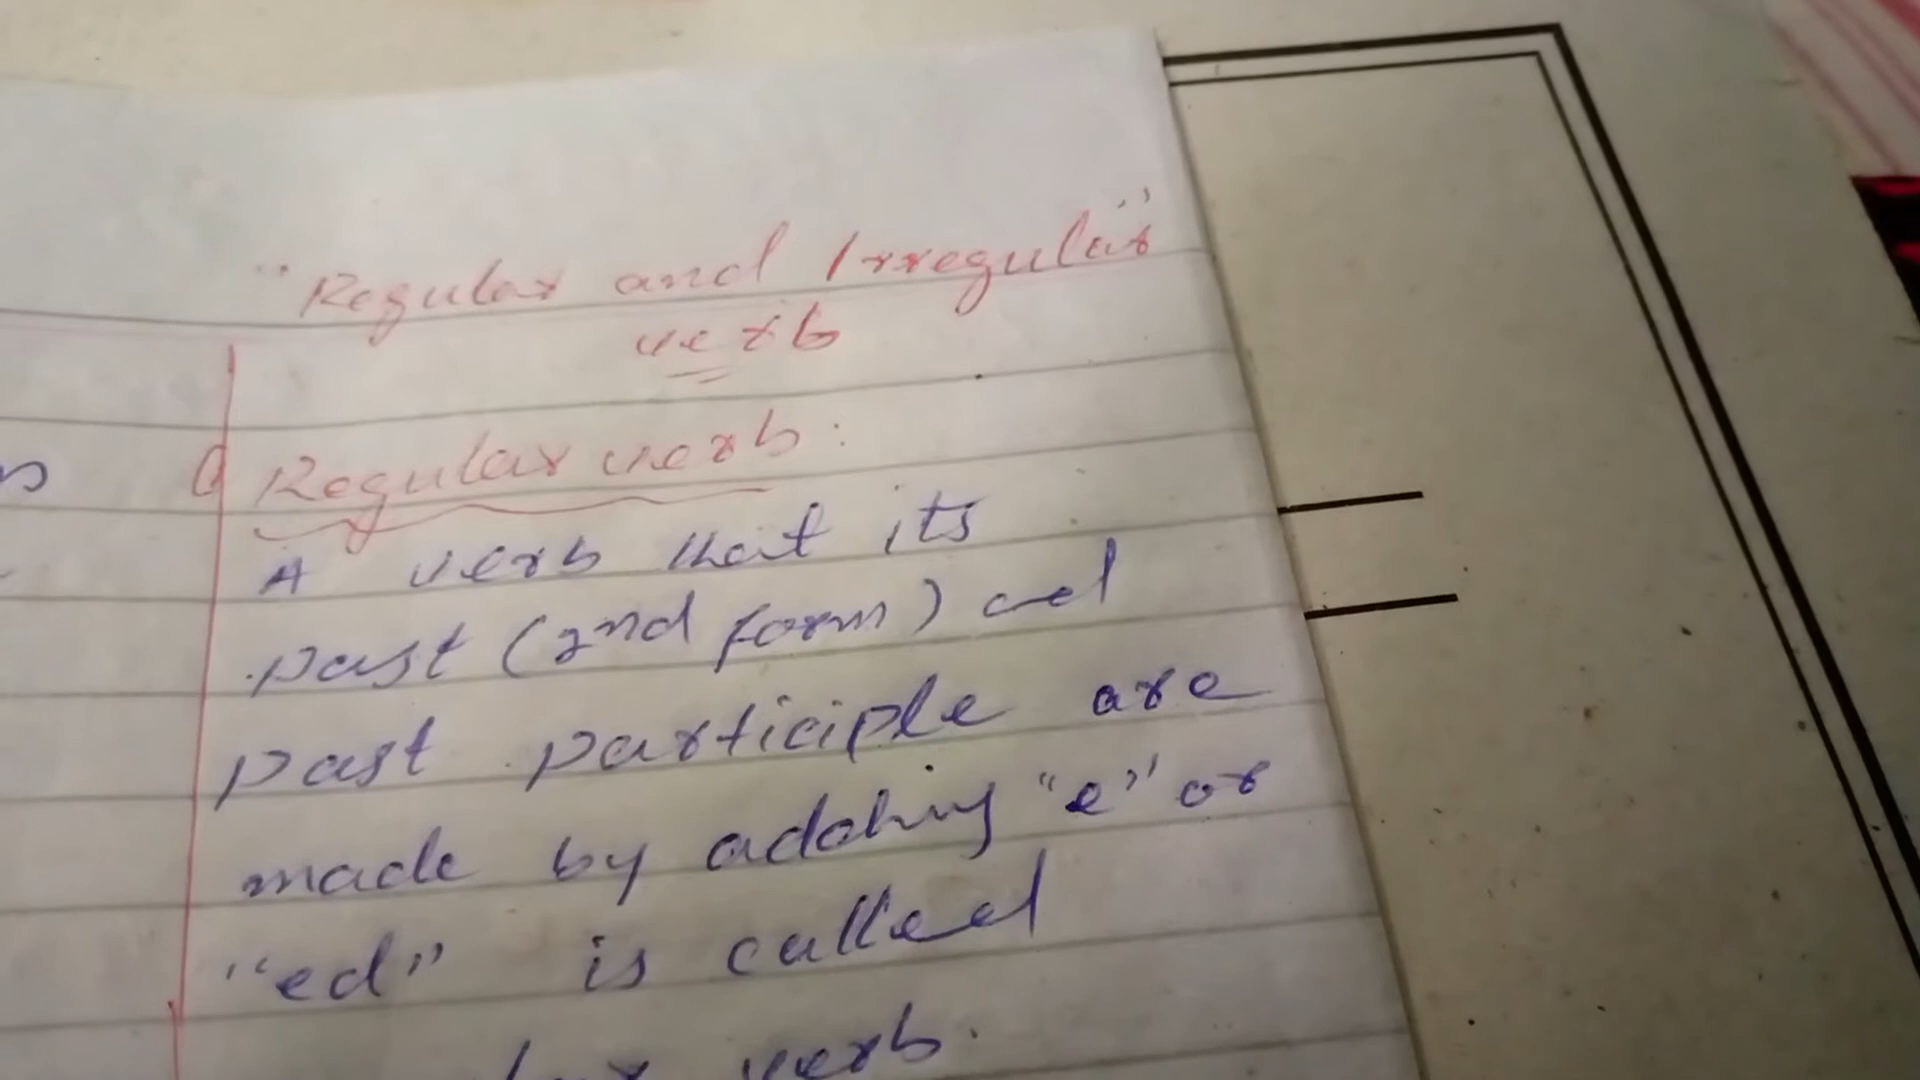 "Regular and Irregular"
verb
Regular verb:
A verb that its
past (2nd form) and
past participle are
made by adding "e" or
"ed" is called
verb.